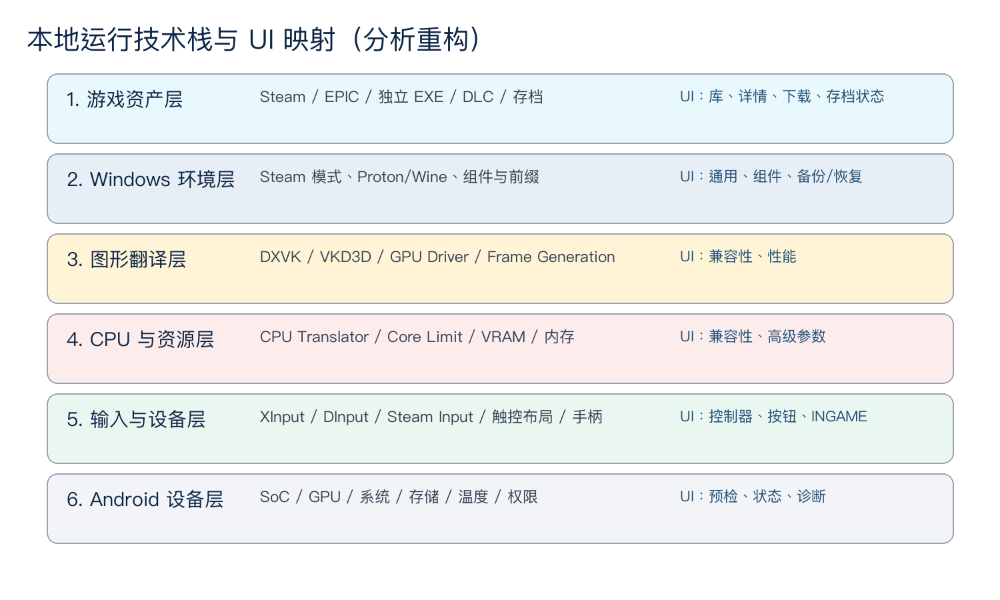 本地运行技术栈与 UI 映射（分析重构）
1. 游戏资产层
Steam / EPIC / 独立 EXE / DLC / 存档
UI：库、详情、下载、存档状态
2. Windows 环境层
Steam 模式、Proton/Wine、组件与前缀
UI：通用、组件、备份/恢复
3. 图形翻译层
DXVK / VKD3D / GPU Driver / Frame Generation
UI：兼容性、性能
4. CPU 与资源层
CPU Translator / Core Limit / VRAM / 内存
UI：兼容性、高级参数
5. 输入与设备层
XInput / DInput / Steam Input / 触控布局 / 手柄
UI：控制器、按钮、INGAME
6. Android 设备层
SoC / GPU / 系统 / 存储 / 温度 / 权限
UI：预检、状态、诊断